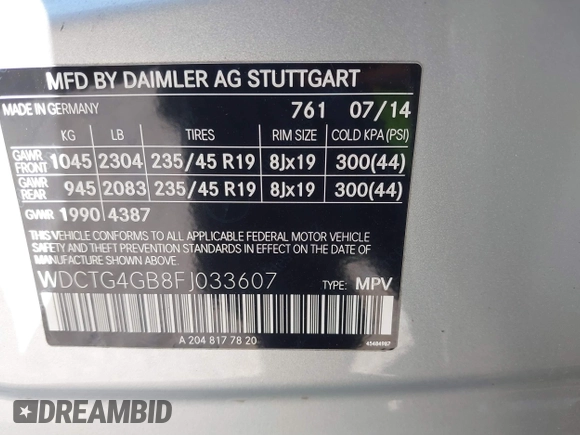 MFD BY DAIMLER AG STUTTGART
MADE IN GERMANY 761 07/14
KG LB TIRES RIM SIZE COLD KPA(PSI)
GAWR FRONT 1045 2304 235/45 R19 8Jx19 300(44)
GAWR REAR 945 2083 235/45 R19 8Jx19 300(44)
GVWR 1990 4387
THIS VEHICLE CONFORMS TO ALL APPLICABLE FEDERAL MOTOR VEHICLE
SAFETY AND THEFT PREVENTION STANDARDS IN EFFECT ON THE DATE
OF MANUFACTURE SHOWN ABOVE.
WDCTG4GB8FJ033607 TYPE: MPV
A 204 817 78 20
DREAMBID